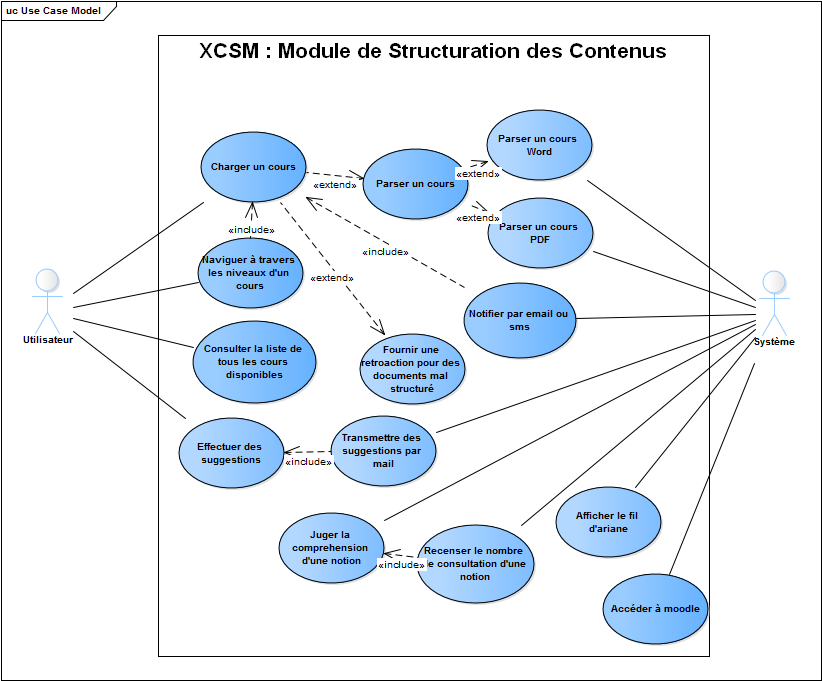 uc Use Case Model
XCSM : Module de Structuration des Contenus
Parser un cours
Word
Charger un cours
«extend»
Parser un cours
«extend»
«extend»
Parser un cours
PDF
«include»
«include»
Naviguer à travers
les niveaux d'un
cours
«extend»
Notifier par email ou
sms
Utilisateur
Système
Consulter la liste de
tous les cours
disponibles
Fournir une
retroaction pour des
documents mal
structuré
Effectuer des
suggestions
«include»
Transmettre des
suggestions par
mail
Afficher le fil
d'ariane
Juger la
comprehension
d'une notion
«include»
Recenser le nombre
de consultation d'une
notion
Accéder à moodle